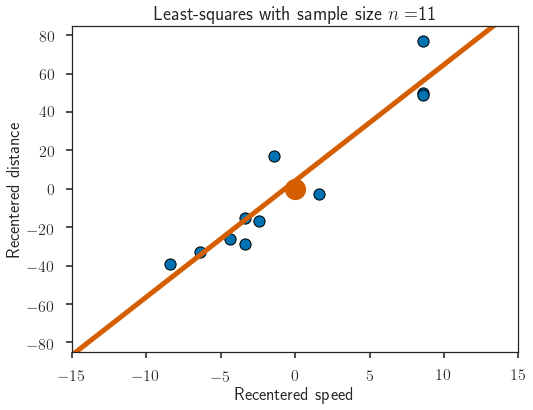 Least-squares with sample size n = 11
80
60
40
20
0
−20
−40
−60
−80
Recentered distance
−15 −10 −5 0 5 10 15
Recentered speed